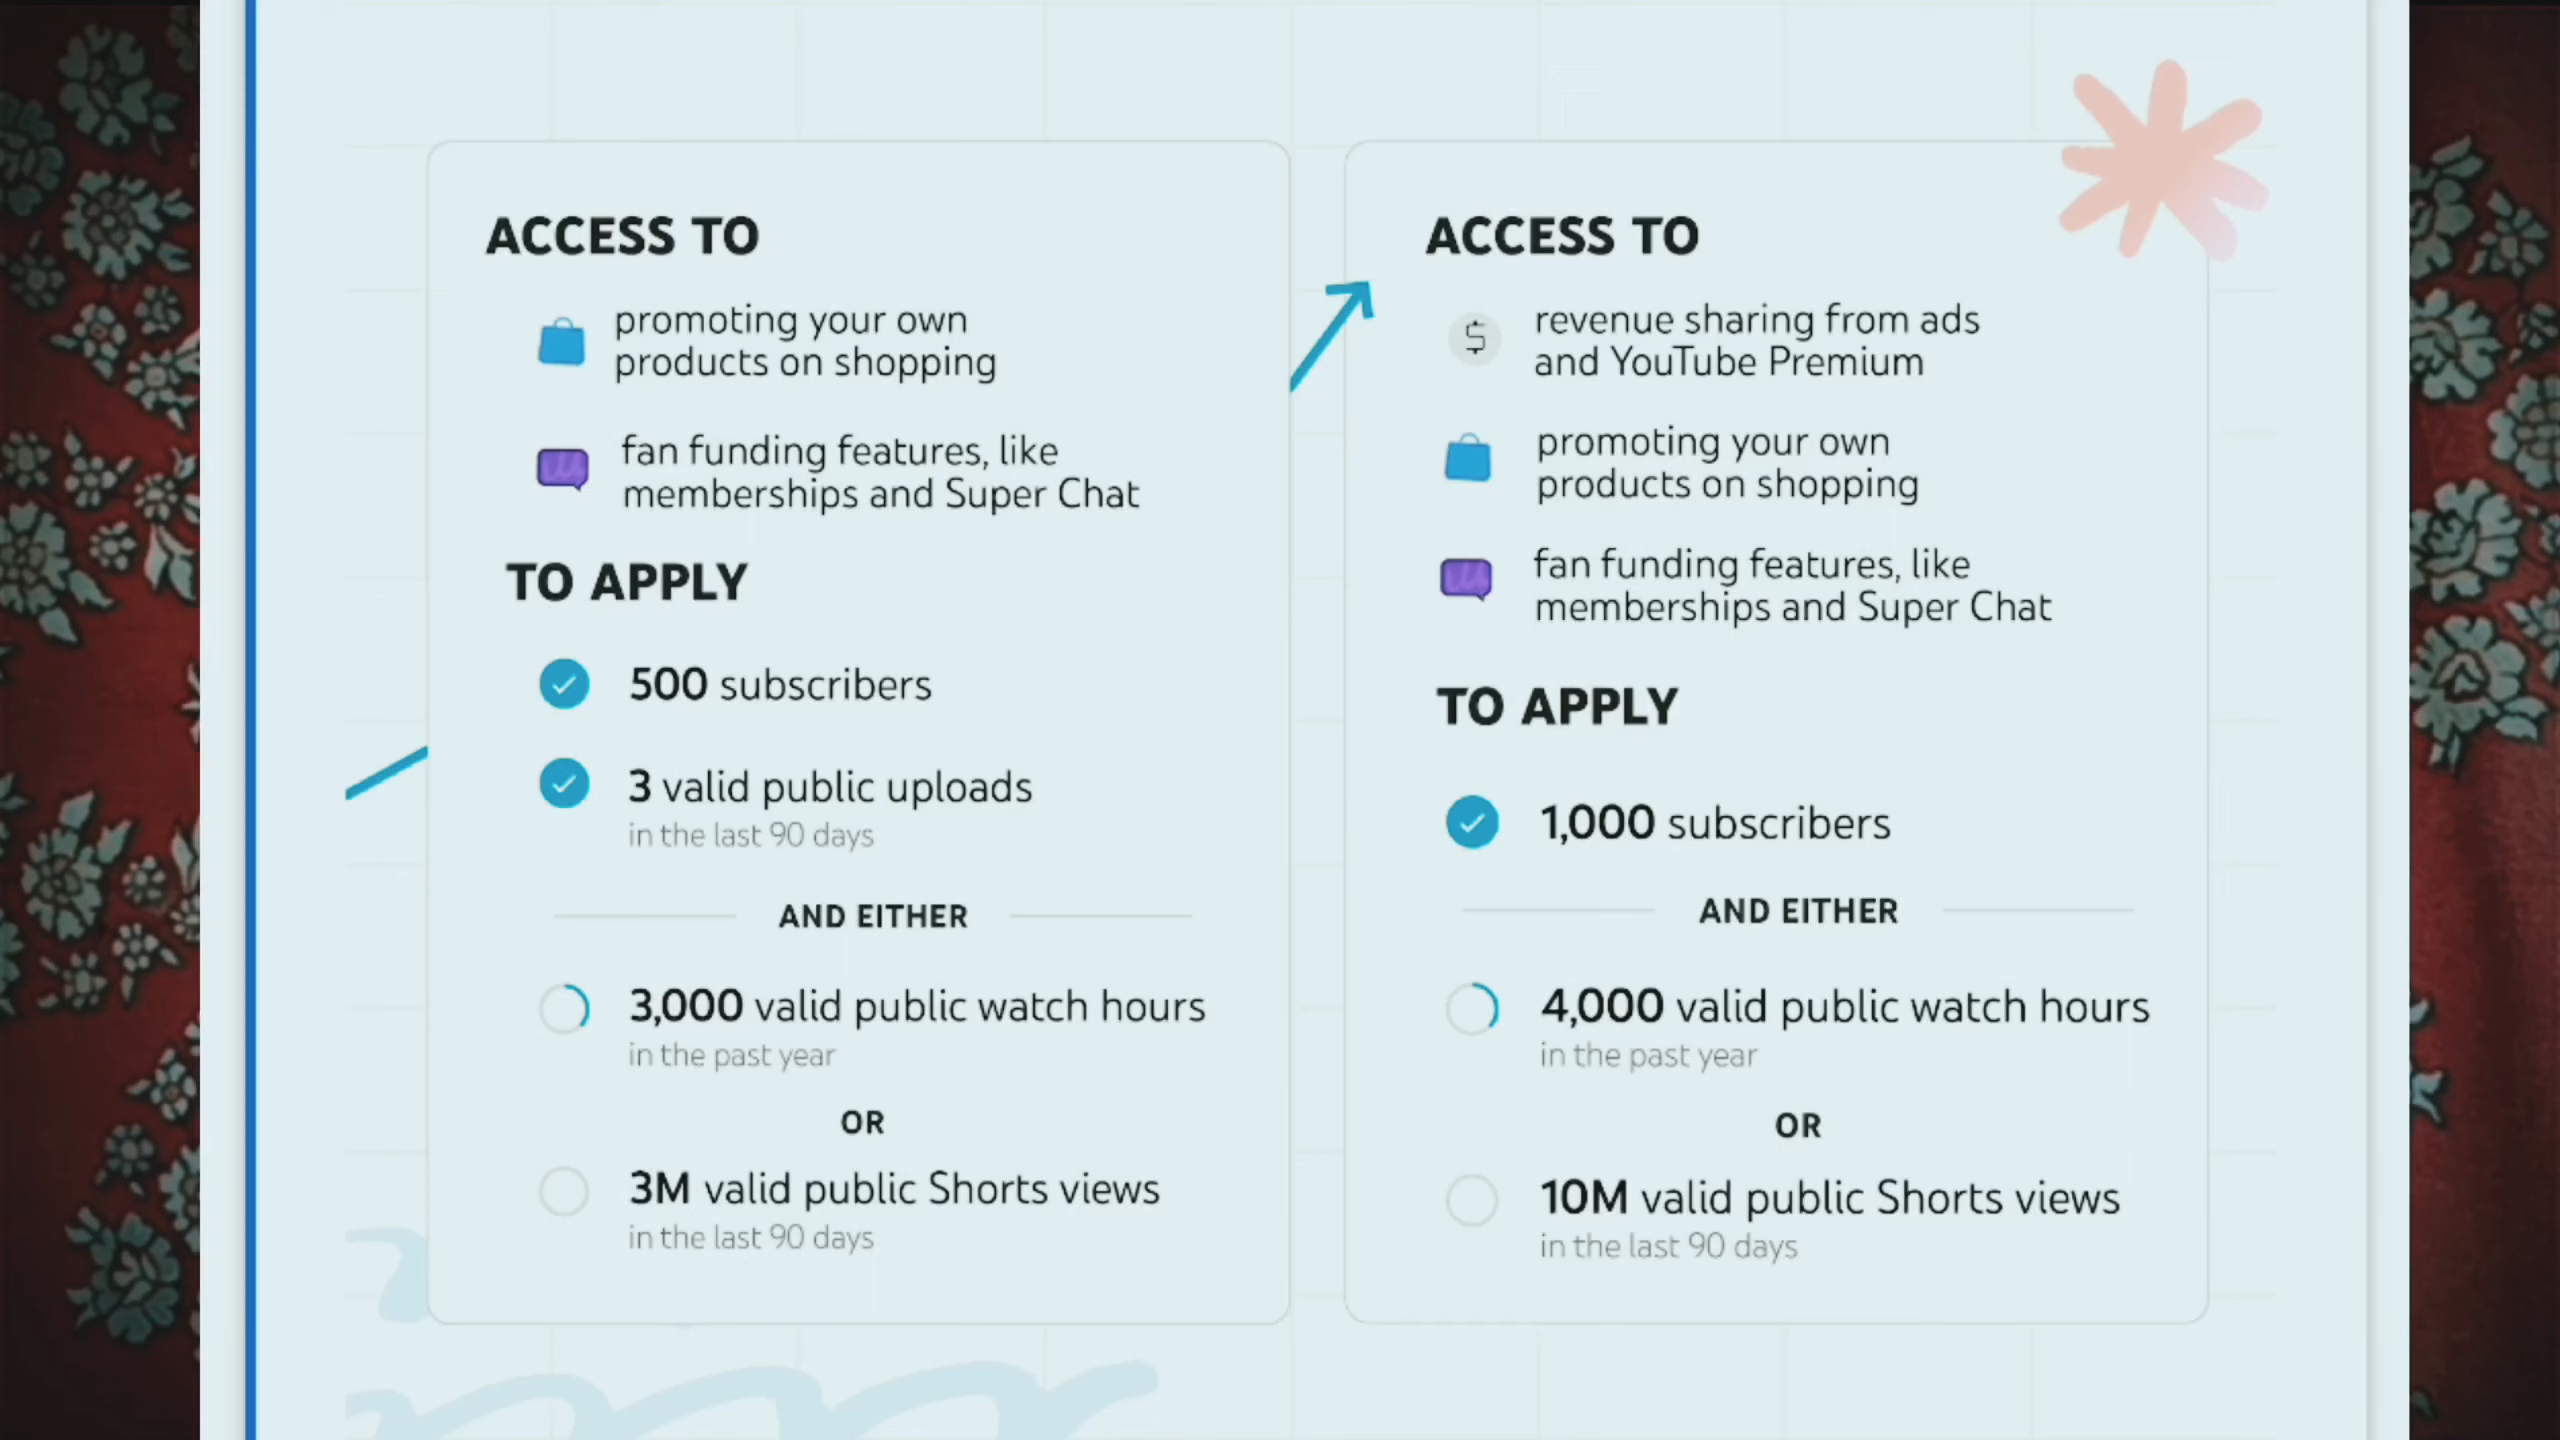 ACCESS TO
promoting your own
products on shopping
fan funding features, like
memberships and Super Chat
TO APPLY
500 subscribers
3 valid public uploads
in the last 90 days
AND EITHER
3,000 valid public watch hours
in the past year
OR
3M valid public Shorts views
in the last 90 days
ACCESS TO
$
revenue sharing from ads
and YouTube Premium
promoting your own
products on shopping
fan funding features, like
memberships and Super Chat
TO APPLY
1,000 subscribers
AND EITHER
4,000 valid public watch hours
in the past year
OR
10M valid public Shorts views
in the last 90 days